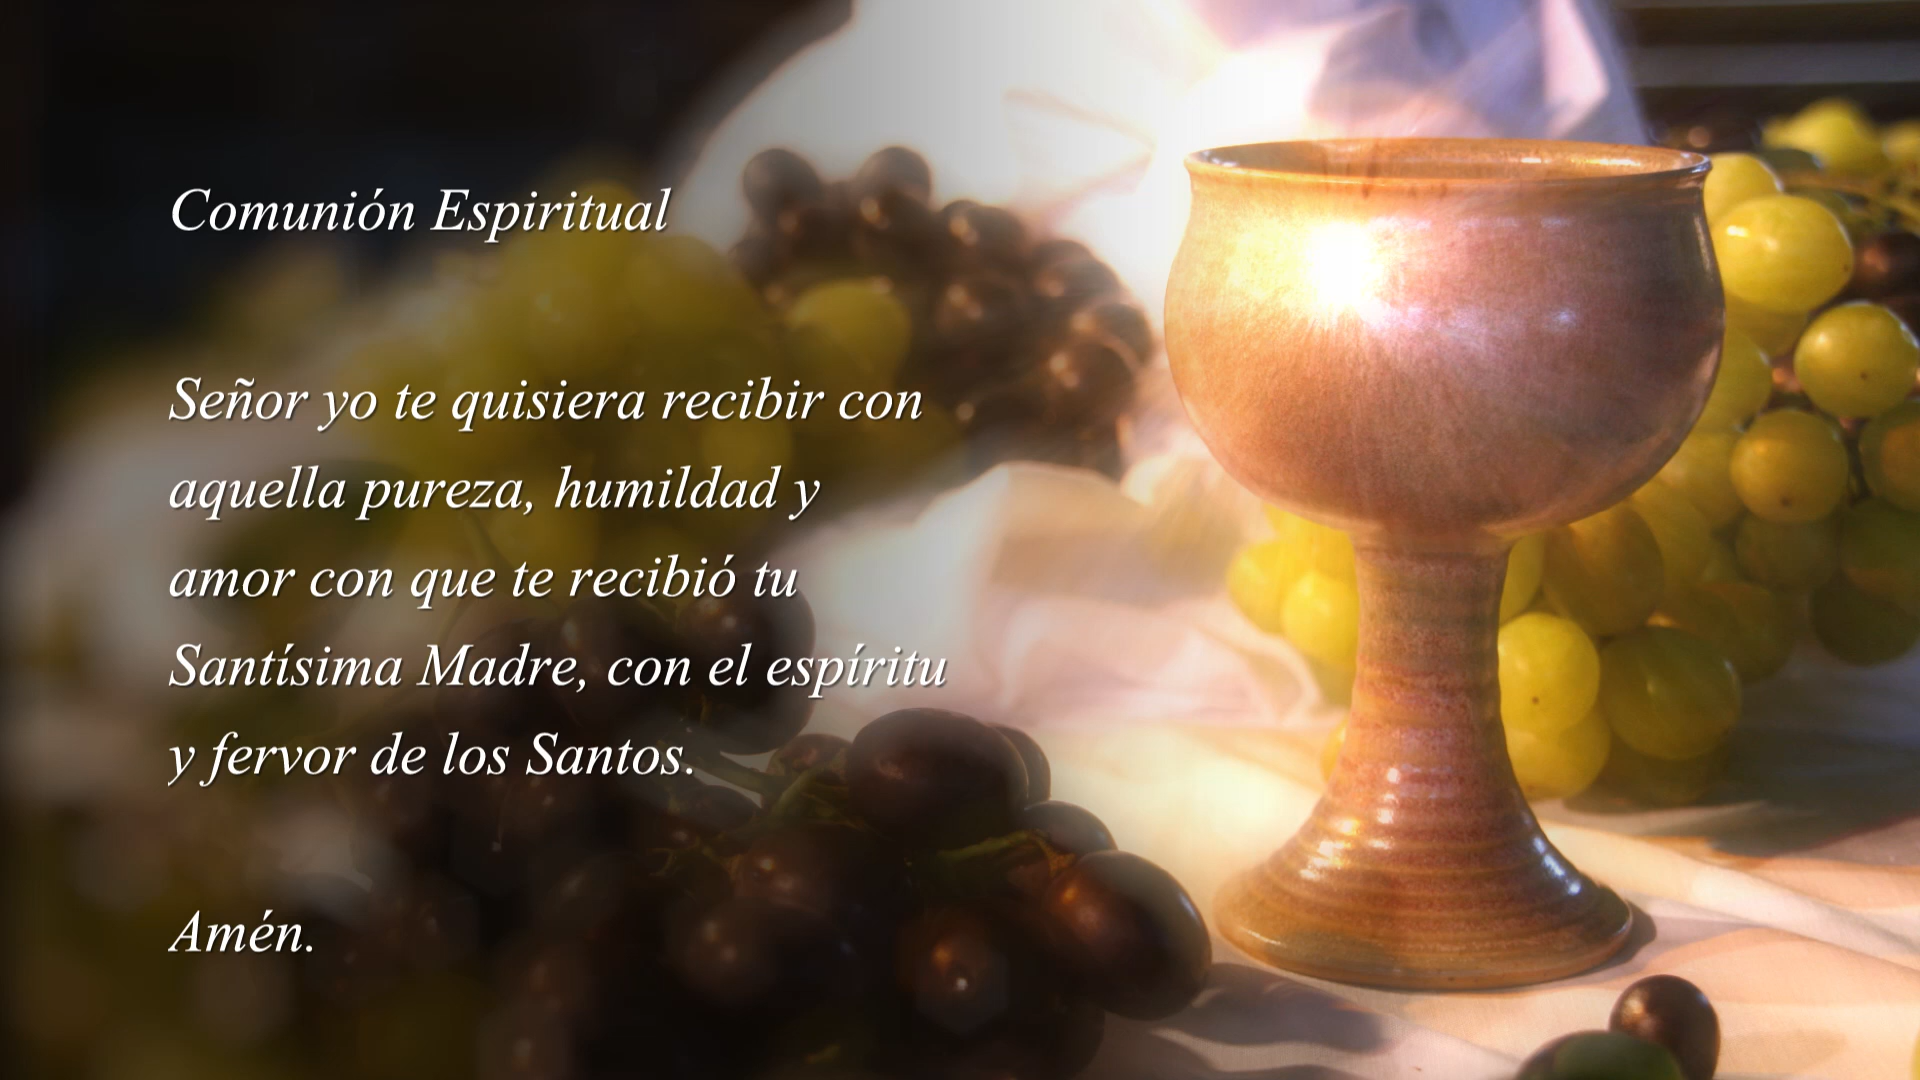 Comunión Espiritual
Señor yo te quisiera recibir con
aquella pureza, humildad y
amor con que te recibió tu
Santísima Madre, con el espíritu
y fervor de los Santos.
Amén.